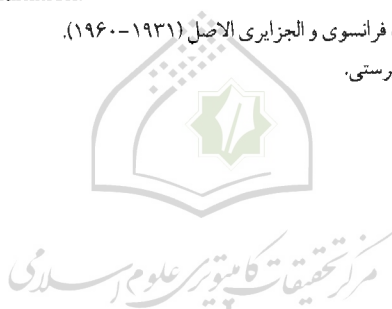 فرانسوی و الجزایری الاصل (۱۹۳۱-۱۹۶۰).
رستی.
مرکز تحقیقات کامپیوتری علوم اسلامی